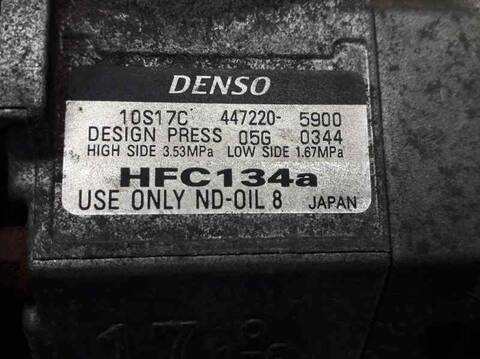 DENSO
10S17C 447220- 5900
DESIGN PRESS 05G 0344
HIGH SIDE 3.53MPa LOW SIDE 1.67MPa
HFC134a
USE ONLY ND-OIL 8 JAPAN